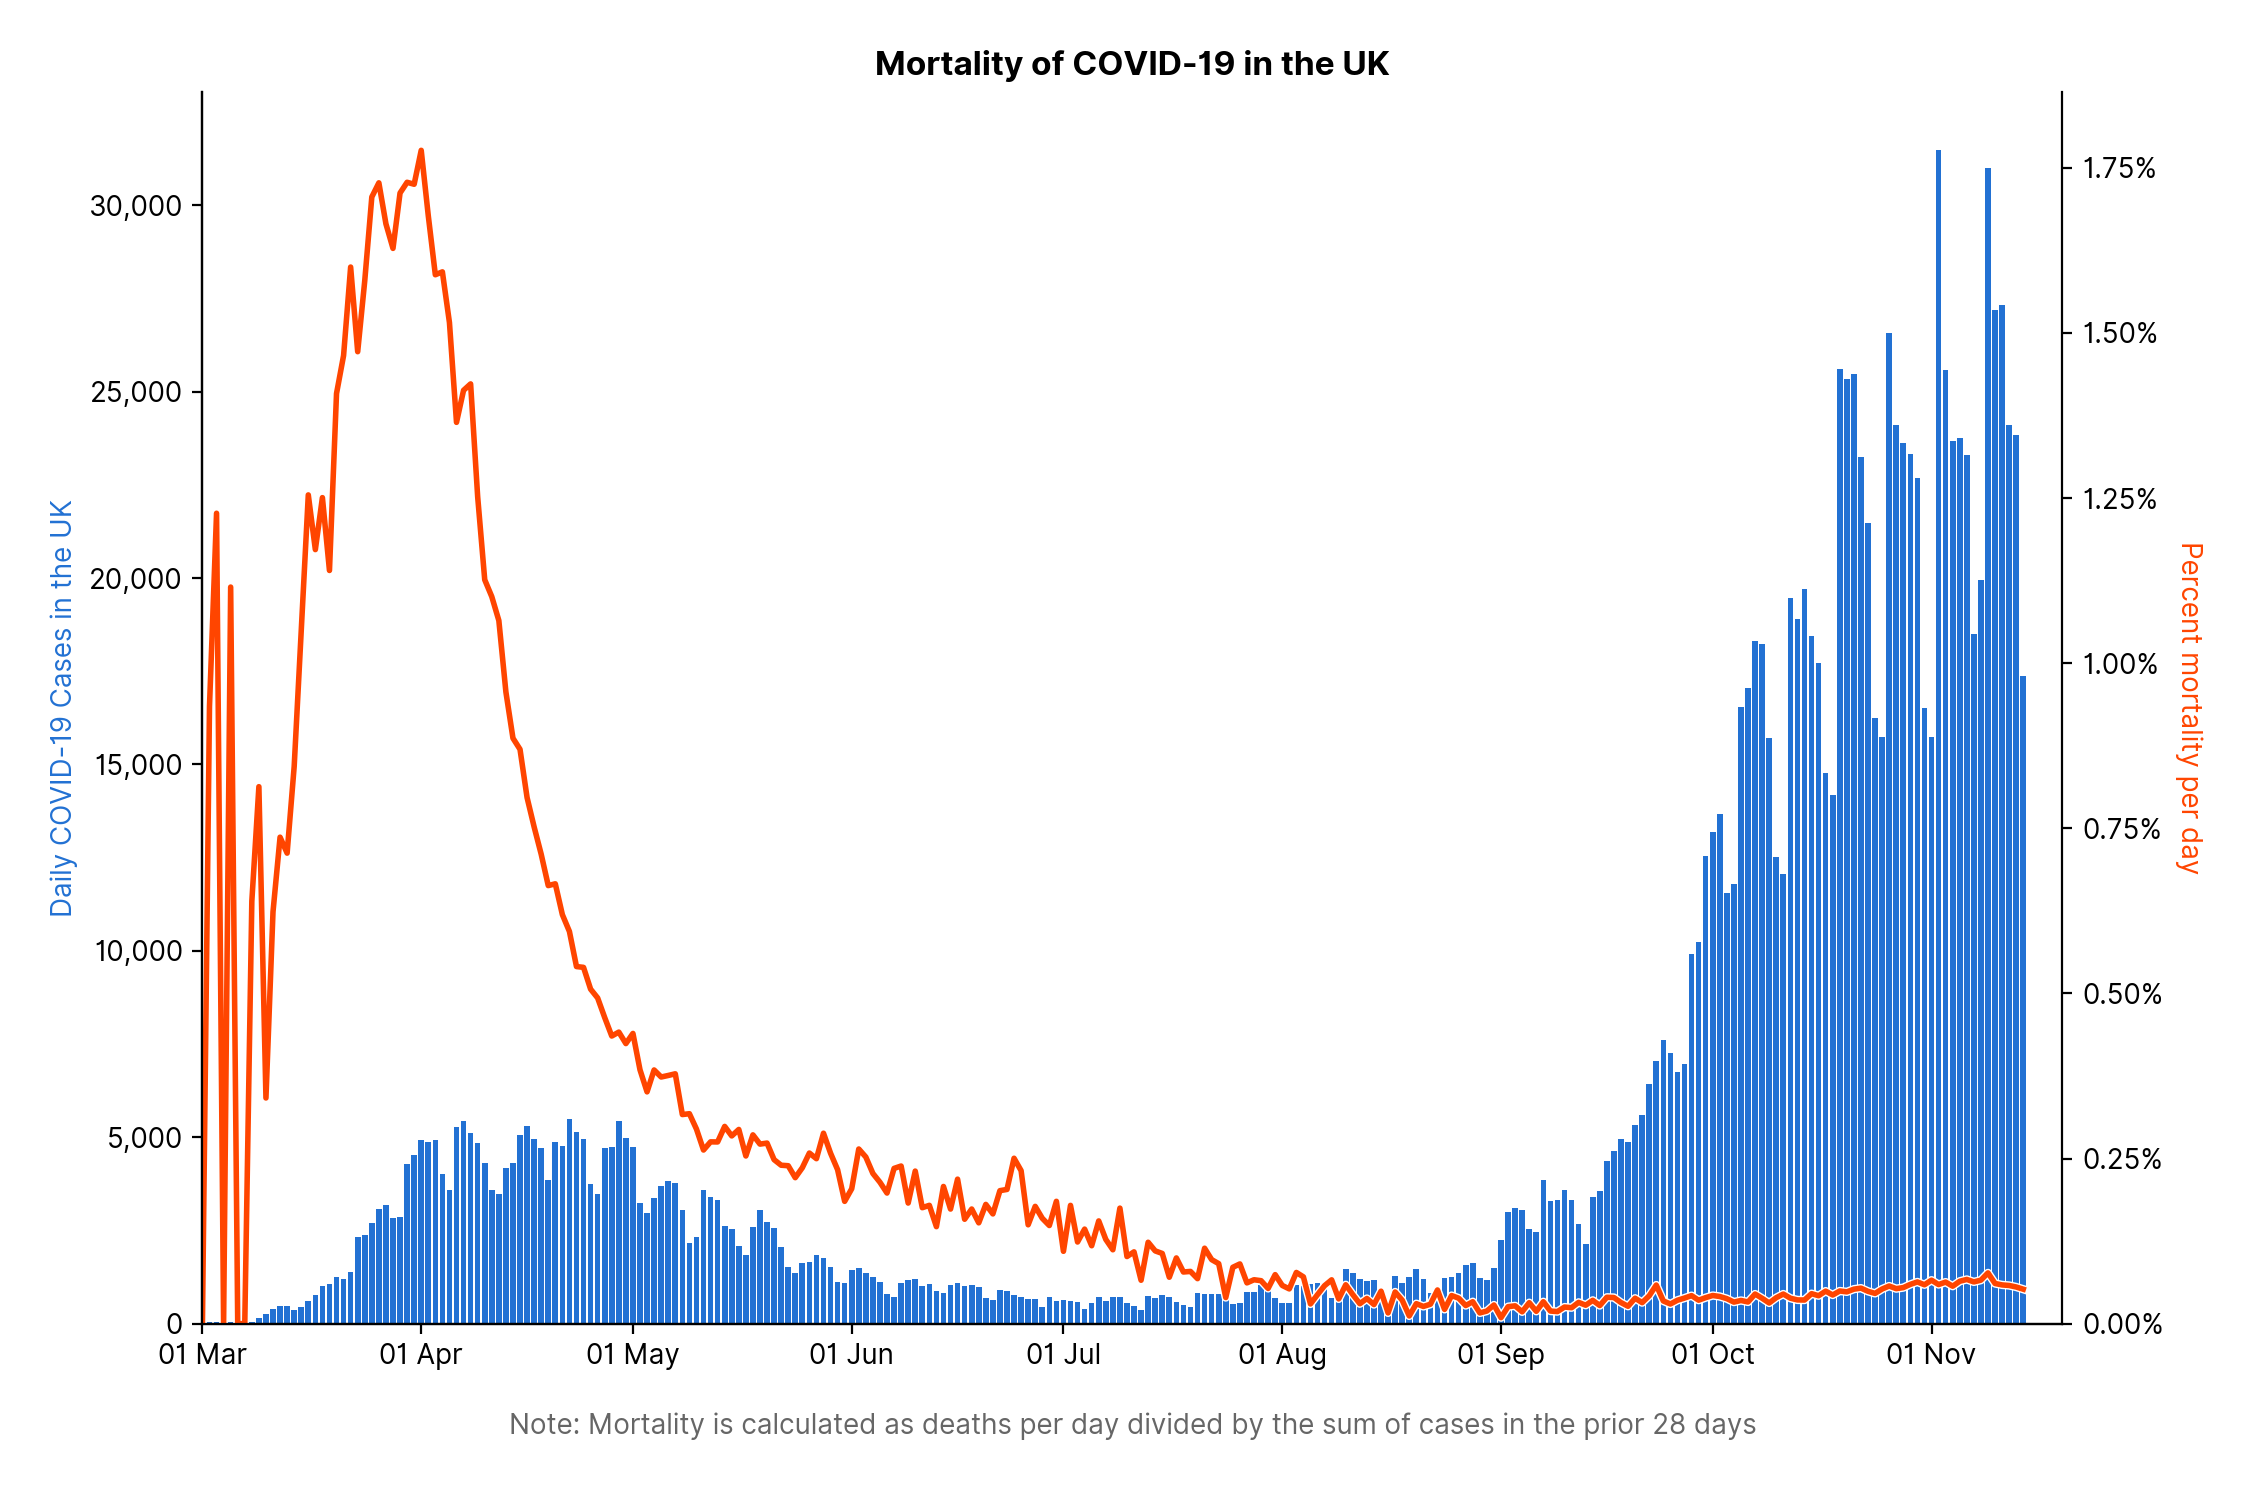 Mortality of COVID-19 in the UK
Daily COVID-19 Cases in the UK
30,000
25,000
20,000
15,000
10,000
5,000
0
1.75%
1.50%
1.25%
1.00%
0.75%
0.50%
0.25%
0.00%
Percent mortality per day
01 Mar
01 Apr
01 May
01 Jun
01 Jul
01 Aug
01 Sep
01 Oct
01 Nov
Note: Mortality is calculated as deaths per day divided by the sum of cases in the prior 28 days